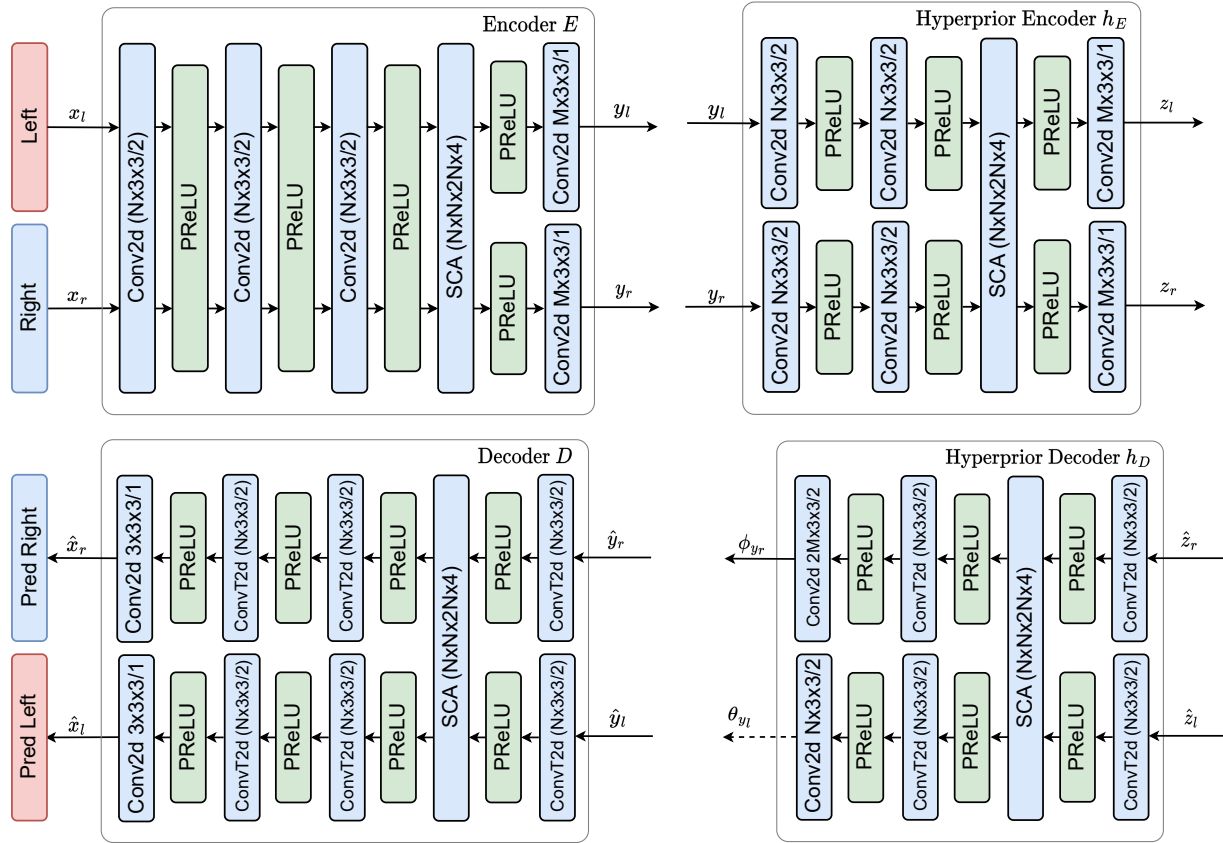 Encoder E
Left
x_l
Right
x_r
Conv2d (Nx3x3/2)
PReLU
Conv2d (Nx3x3/2)
PReLU
Conv2d (Nx3x3/2)
PReLU
SCA (NxNx2Nx4)
PReLU
Conv2d Mx3x3/1
y_l
PReLU
Conv2d Mx3x3/1
y_r
Hyperprior Encoder h_E
y_l
Conv2d Nx3x3/2
PReLU
Conv2d Nx3x3/2
PReLU
SCA (NxNx2Nx4)
PReLU
Conv2d Mx3x3/1
z_l
y_r
Conv2d Nx3x3/2
PReLU
Conv2d Nx3x3/2
PReLU
PReLU
Conv2d Mx3x3/1
z_r
Decoder D
Pred Right
x̂_r
Conv2d 3x3x3/1
PReLU
ConvT2d (Nx3x3/2)
PReLU
ConvT2d (Nx3x3/2)
PReLU
SCA (NxNx2Nx4)
PReLU
ConvT2d (Nx3x3/2)
ŷ_r
Pred Left
x̂_l
Conv2d 3x3x3/1
PReLU
ConvT2d (Nx3x3/2)
PReLU
ConvT2d (Nx3x3/2)
PReLU
PReLU
ConvT2d (Nx3x3/2)
ŷ_l
Hyperprior Decoder h_D
ϕ_{y_r}
Conv2d 2Mx3x3/2
PReLU
ConvT2d (Nx3x3/2)
PReLU
SCA (NxNx2Nx4)
PReLU
ConvT2d (Nx3x3/2)
ẑ_r
θ_{y_l}
Conv2d Nx3x3/2
PReLU
ConvT2d (Nx3x3/2)
PReLU
PReLU
ConvT2d (Nx3x3/2)
ẑ_l